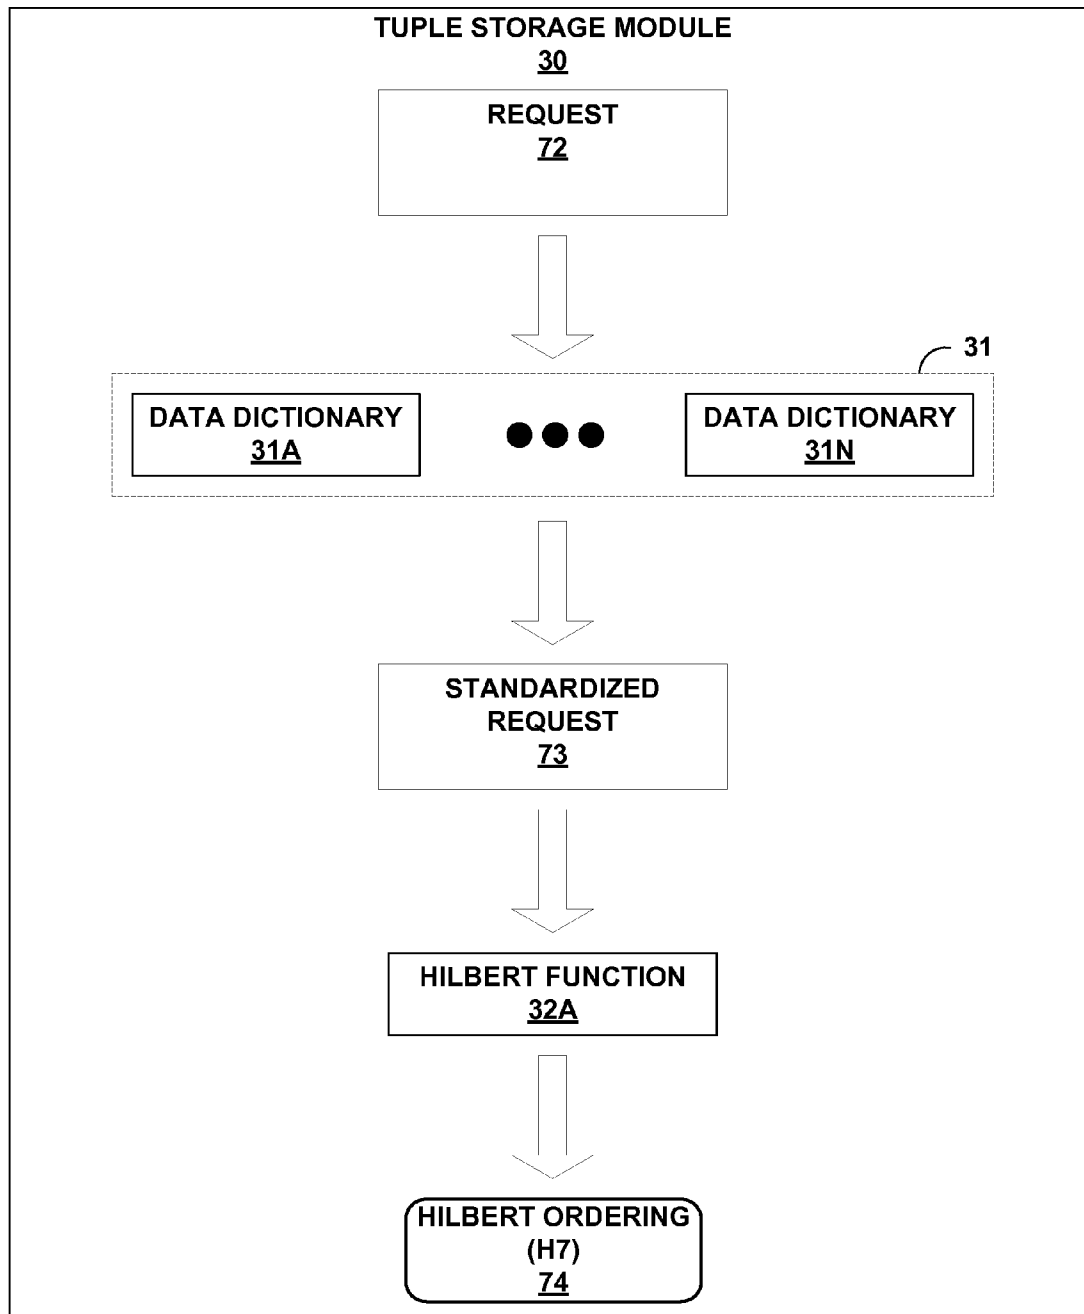 TUPLE STORAGE MODULE
30
REQUEST
72
31
DATA DICTIONARY
31A
DATA DICTIONARY
31N
STANDARDIZED
REQUEST
73
HILBERT FUNCTION
32A
HILBERT ORDERING
(H7)
74